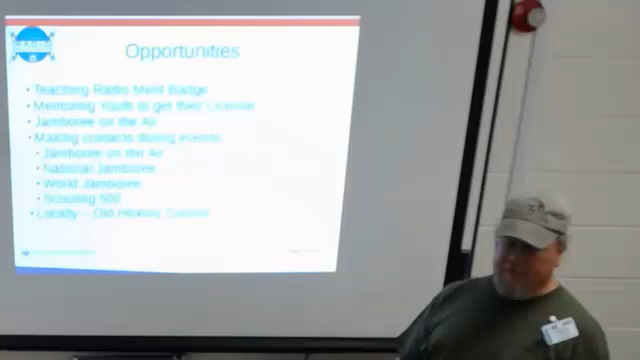 Opportunities
Teaching Radio Merit Badge
Mentoring Youth to get their License
Jamboree on the Air
Making contacts during events
Jamboree on the Air
National Jamboree
World Jamboree
Scouting 500
Locally – Old Hickory Council